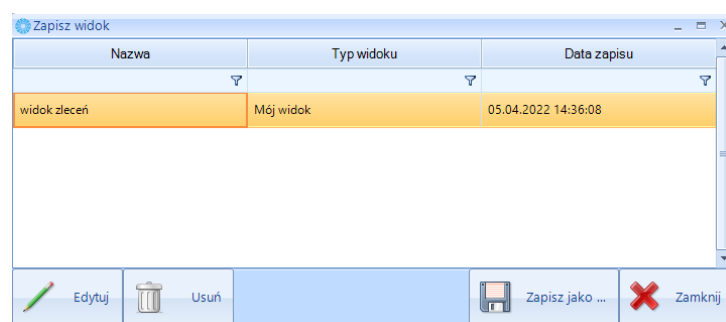 Zapisz widok
Nazwa Typ widoku Data zapisu
widok zleceń Mój widok 05.04.2022 14:36:08
Edytuj Usuń Zapisz jako ... Zamknij